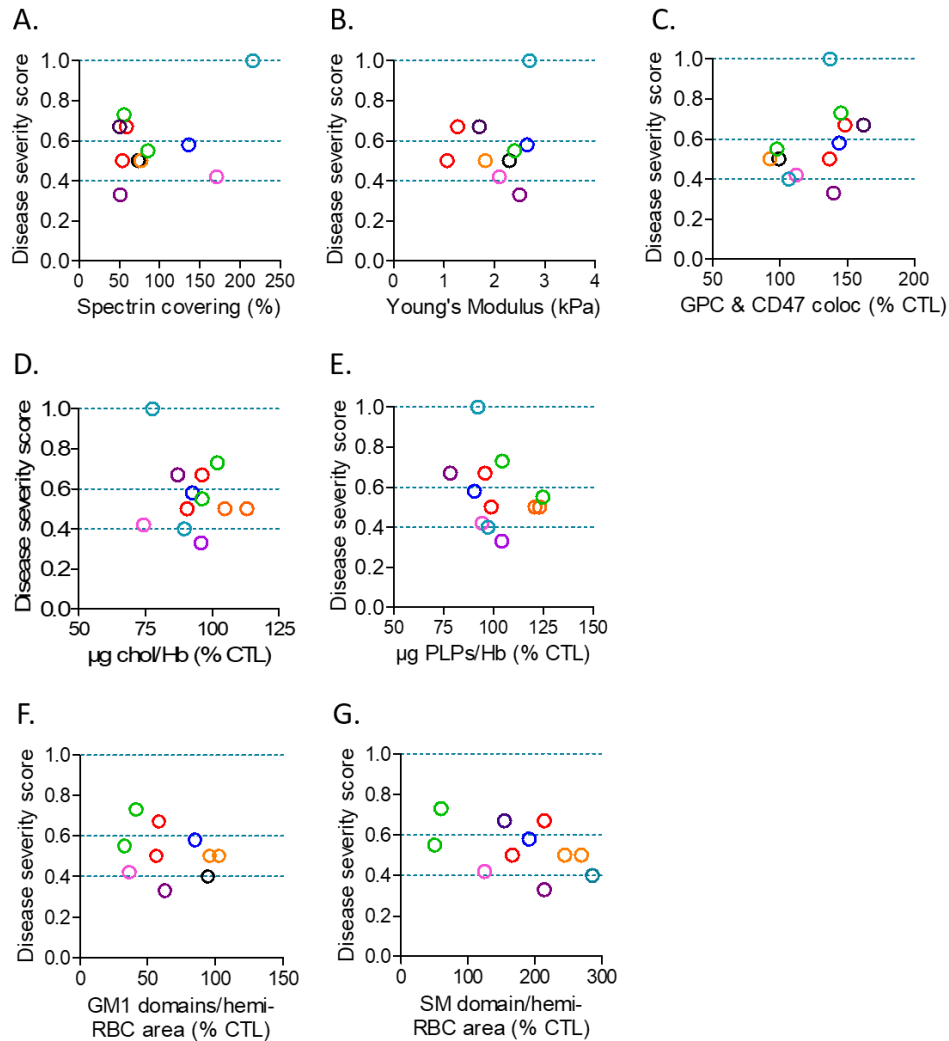 A.
Disease severity score
1.0
0.8
0.6
0.4
0.2
0.0
0 50 100 150 200 250
Spectrin covering (%)
B.
Disease severity score
1.0
0.8
0.6
0.4
0.2
0.0
0 1 2 3 4
Young's Modulus (kPa)
C.
Disease severity score
1.0
0.8
0.6
0.4
0.2
0.0
50 100 150 200
GPC & CD47 coloc (% CTL)
D.
Disease severity score
1.0
0.8
0.6
0.4
0.2
0.0
50 75 100 125
µg chol/Hb (% CTL)
E.
Disease severity score
1.0
0.8
0.6
0.4
0.2
0.0
50 75 100 125 150
µg PLPs/Hb (% CTL)
F.
Disease severity score
1.0
0.8
0.6
0.4
0.2
0.0
0 50 100 150
GM1 domains/hemi-
RBC area (% CTL)
G.
Disease severity score
1.0
0.8
0.6
0.4
0.2
0.0
0 100 200 300
SM domain/hemi-
RBC area (% CTL)